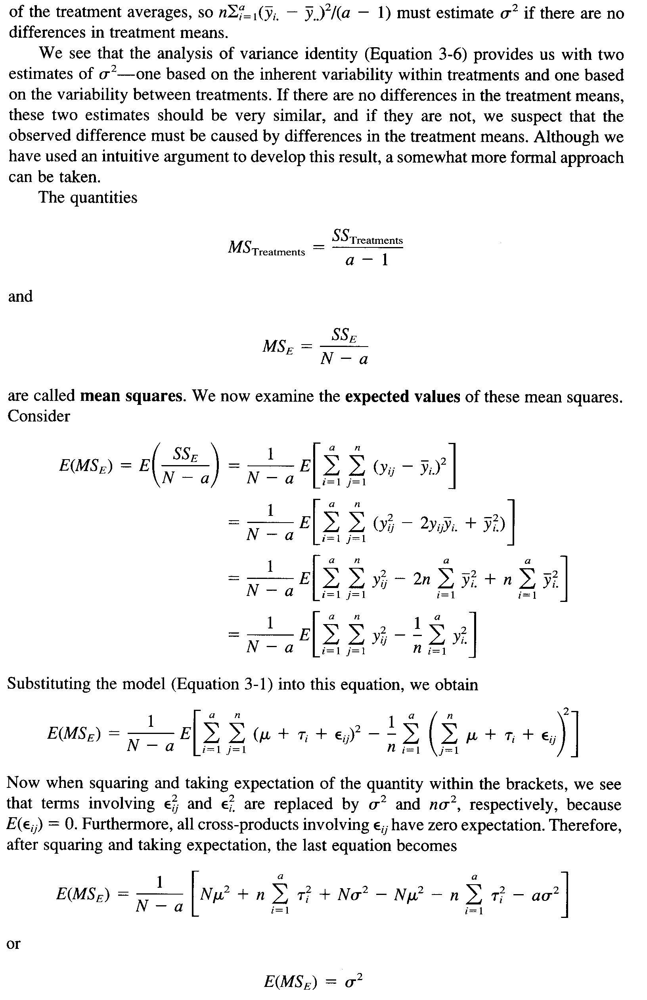 of the treatment averages, so $n\Sigma_{i=1}^{a}(\bar{y}_{i.} - \bar{y}_{..})^2/(a - 1)$ must estimate $\sigma^2$ if there are no
differences in treatment means.
We see that the analysis of variance identity (Equation 3-6) provides us with two
estimates of $\sigma^2$—one based on the inherent variability within treatments and one based
on the variability between treatments. If there are no differences in the treatment means,
these two estimates should be very similar, and if they are not, we suspect that the
observed difference must be caused by differences in the treatment means. Although we
have used an intuitive argument to develop this result, a somewhat more formal approach
can be taken.
The quantities
$MS_{\text{Treatments}} = \frac{SS_{\text{Treatments}}}{a - 1}$
and
$MS_E = \frac{SS_E}{N - a}$
are called mean squares. We now examine the expected values of these mean squares.
Consider
$E(MS_E) = E\left(\frac{SS_E}{N - a}\right) = \frac{1}{N - a} E\left[\sum_{i=1}^{a} \sum_{j=1}^{n} (y_{ij} - \bar{y}_{i.})^2\right]$
$= \frac{1}{N - a} E\left[\sum_{i=1}^{a} \sum_{j=1}^{n} (y_{ij}^2 - 2y_{ij}\bar{y}_{i.} + \bar{y}_{i.}^2)\right]$
$= \frac{1}{N - a} E\left[\sum_{i=1}^{a} \sum_{j=1}^{n} y_{ij}^2 - 2n \sum_{i=1}^{a} \bar{y}_{i.}^2 + n \sum_{i=1}^{a} \bar{y}_{i.}^2\right]$
$= \frac{1}{N - a} E\left[\sum_{i=1}^{a} \sum_{j=1}^{n} y_{ij}^2 - \frac{1}{n} \sum_{i=1}^{a} y_{i.}^2\right]$
Substituting the model (Equation 3-1) into this equation, we obtain
$E(MS_E) = \frac{1}{N - a} E\left[\sum_{i=1}^{a} \sum_{j=1}^{n} (\mu + \tau_i + \epsilon_{ij})^2 - \frac{1}{n} \sum_{i=1}^{a} \left(\sum_{j=1}^{n} \mu + \tau_i + \epsilon_{ij}\right)^2\right]$
Now when squaring and taking expectation of the quantity within the brackets, we see
that terms involving $\epsilon_{ij}^2$ and $\epsilon_{i.}^2$ are replaced by $\sigma^2$ and $n\sigma^2$, respectively, because
$E(\epsilon_{ij}) = 0$. Furthermore, all cross-products involving $\epsilon_{ij}$ have zero expectation. Therefore,
after squaring and taking expectation, the last equation becomes
$E(MS_E) = \frac{1}{N - a} \left[N\mu^2 + n \sum_{i=1}^{a} \tau_i^2 + N\sigma^2 - N\mu^2 - n \sum_{i=1}^{a} \tau_i^2 - a\sigma^2\right]$
or
$E(MS_E) = \sigma^2$